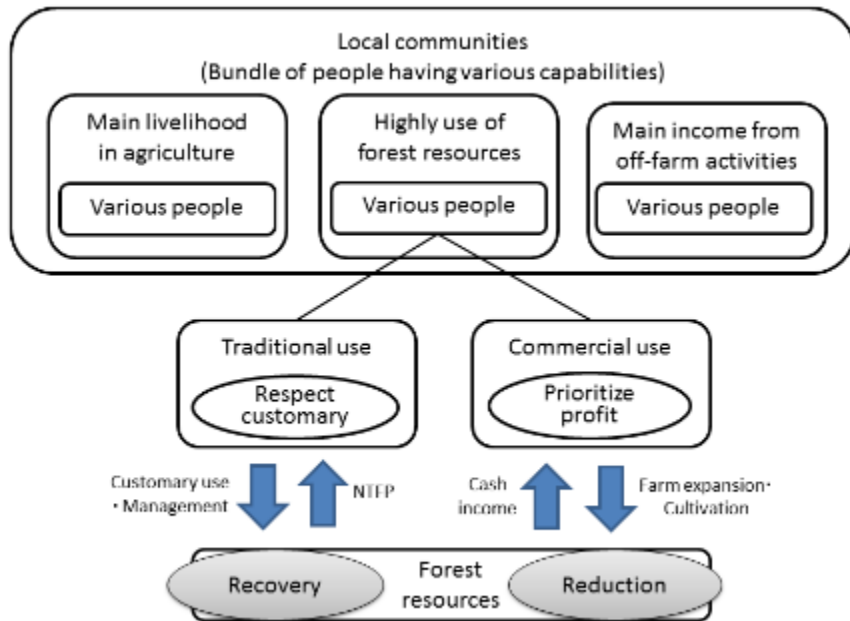 Local communities
(Bundle of people having various capabilities)
Main livelihood
in agriculture
Various people
Highly use of
forest resources
Various people
Main income from
off-farm activities
Various people
Traditional use
Respect
customary
Commercial use
Prioritize
profit
Customary use
・Management
NTFP
Cash
income
Farm expansion・
Cultivation
Recovery
Forest
resources
Reduction